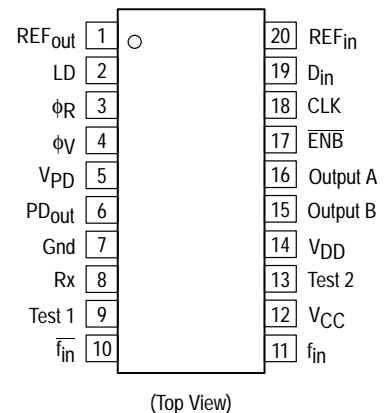 REFout 1 20 REFin
LD 2 19 Din
ϕR 3 18 CLK
ϕV 4 17 E̅N̅B̅
VPD 5 16 Output A
PDout 6 15 Output B
Gnd 7 14 VDD
Rx 8 13 Test 2
Test 1 9 12 VCC
f̅i̅n̅ 10 11 fin
(Top View)